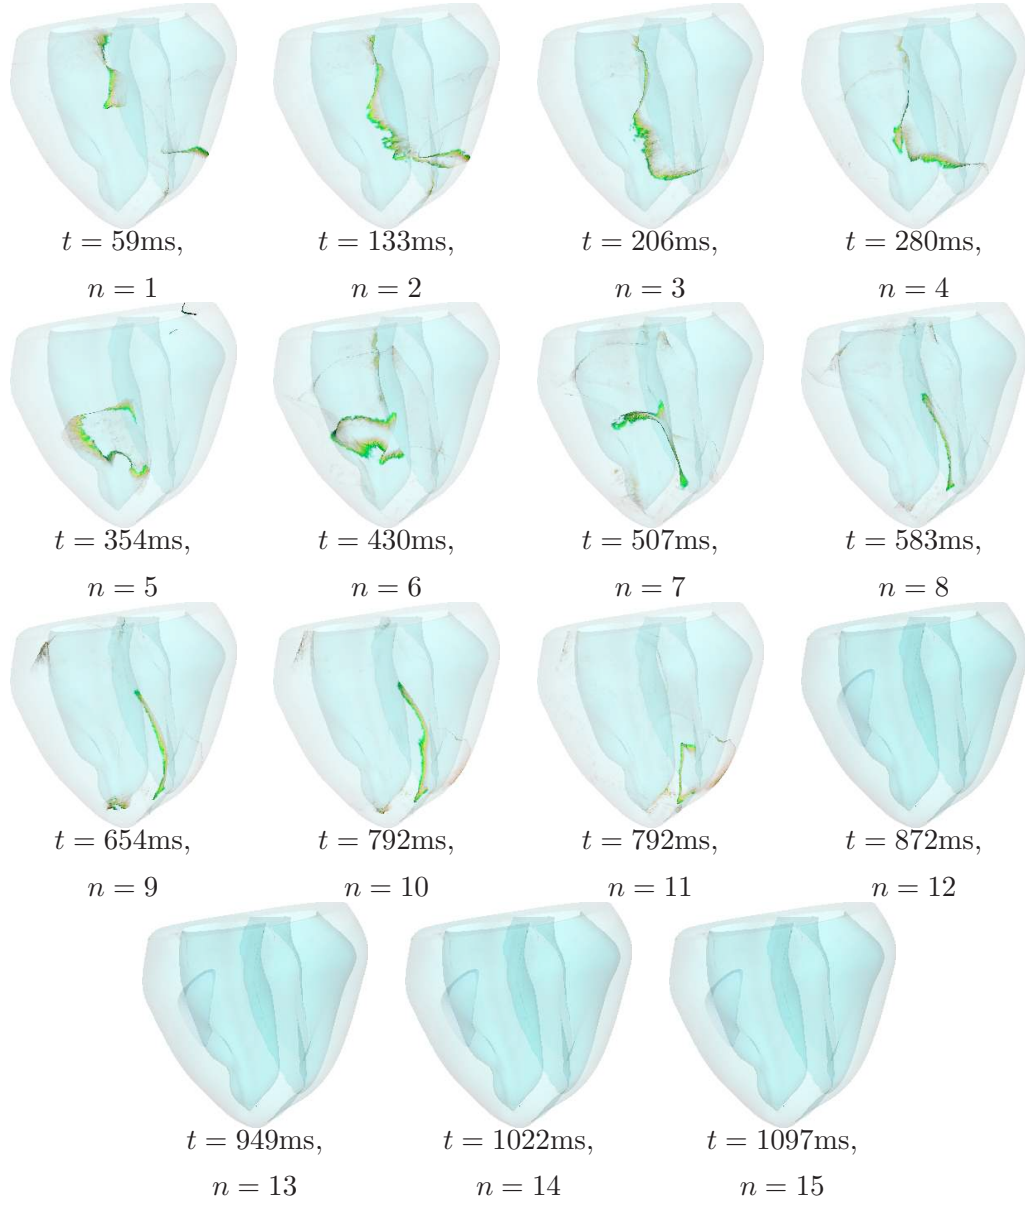 t = 59ms, t = 133ms, t = 206ms, t = 280ms,
n = 1 n = 2 n = 3 n = 4
t = 354ms, t = 430ms, t = 507ms, t = 583ms,
n = 5 n = 6 n = 7 n = 8
t = 654ms, t = 792ms, t = 792ms, t = 872ms,
n = 9 n = 10 n = 11 n = 12
t = 949ms, t = 1022ms, t = 1097ms,
n = 13 n = 14 n = 15